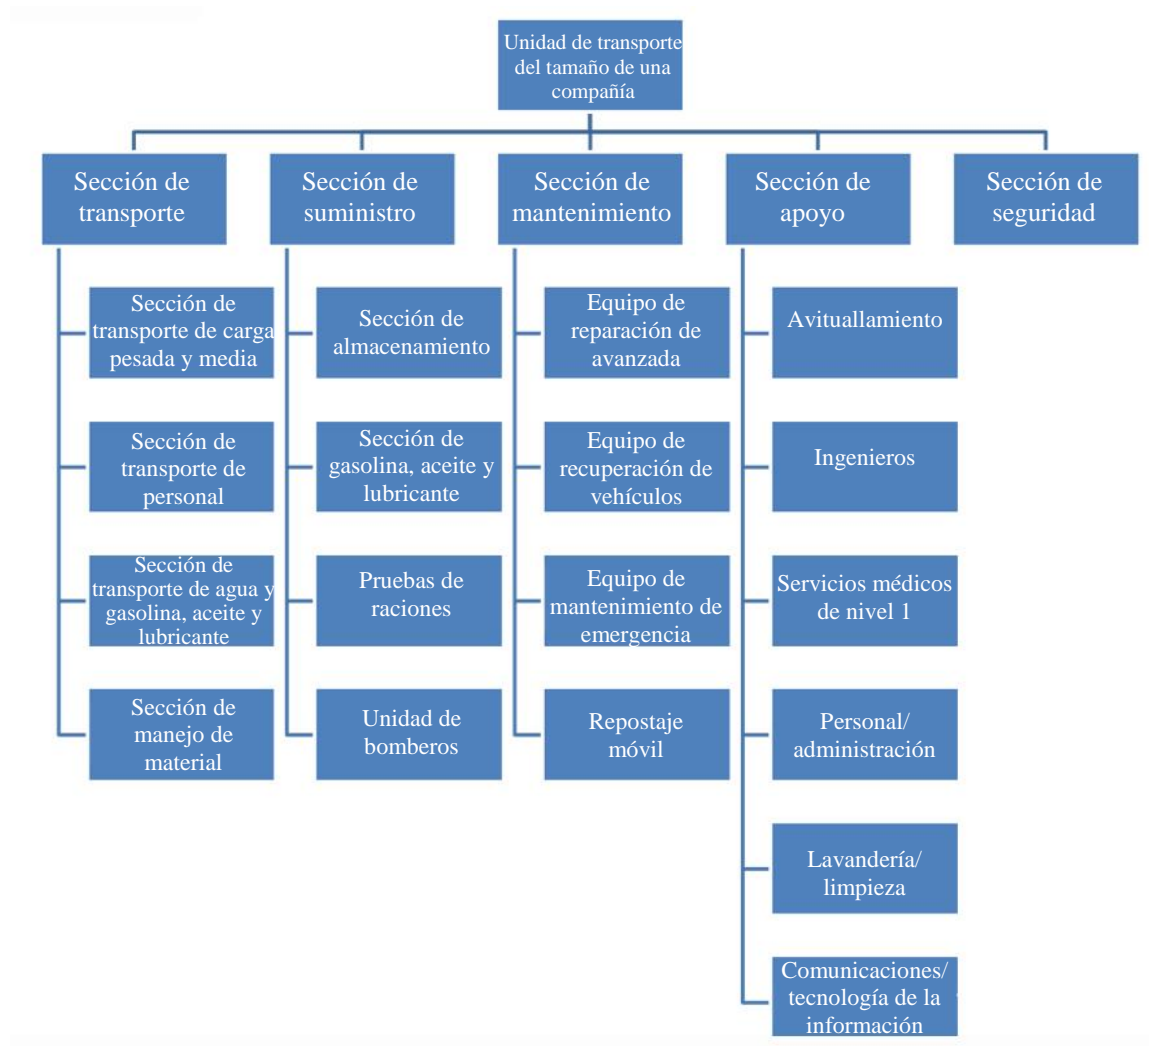 Unidad de transporte
del tamaño de una
compañía
Sección de
transporte
Sección de
suministro
Sección de
mantenimiento
Sección de
apoyo
Sección de
seguridad
Sección de
transporte de carga
pesada y media
Sección de
transporte de
personal
Sección de
transporte de agua y
gasolina, aceite y
lubricante
Sección de
manejo de
material
Sección de
almacenamiento
Sección de
gasolina, aceite y
lubricante
Pruebas de
raciones
Unidad de
bomberos
Equipo de
reparación de
avanzada
Equipo de
recuperación de
vehículos
Equipo de
mantenimiento de
emergencia
Repostaje
móvil
Avituallamiento
Ingenieros
Servicios médicos
de nivel 1
Personal/
administración
Lavandería/
limpieza
Comunicaciones/
tecnología de la
información